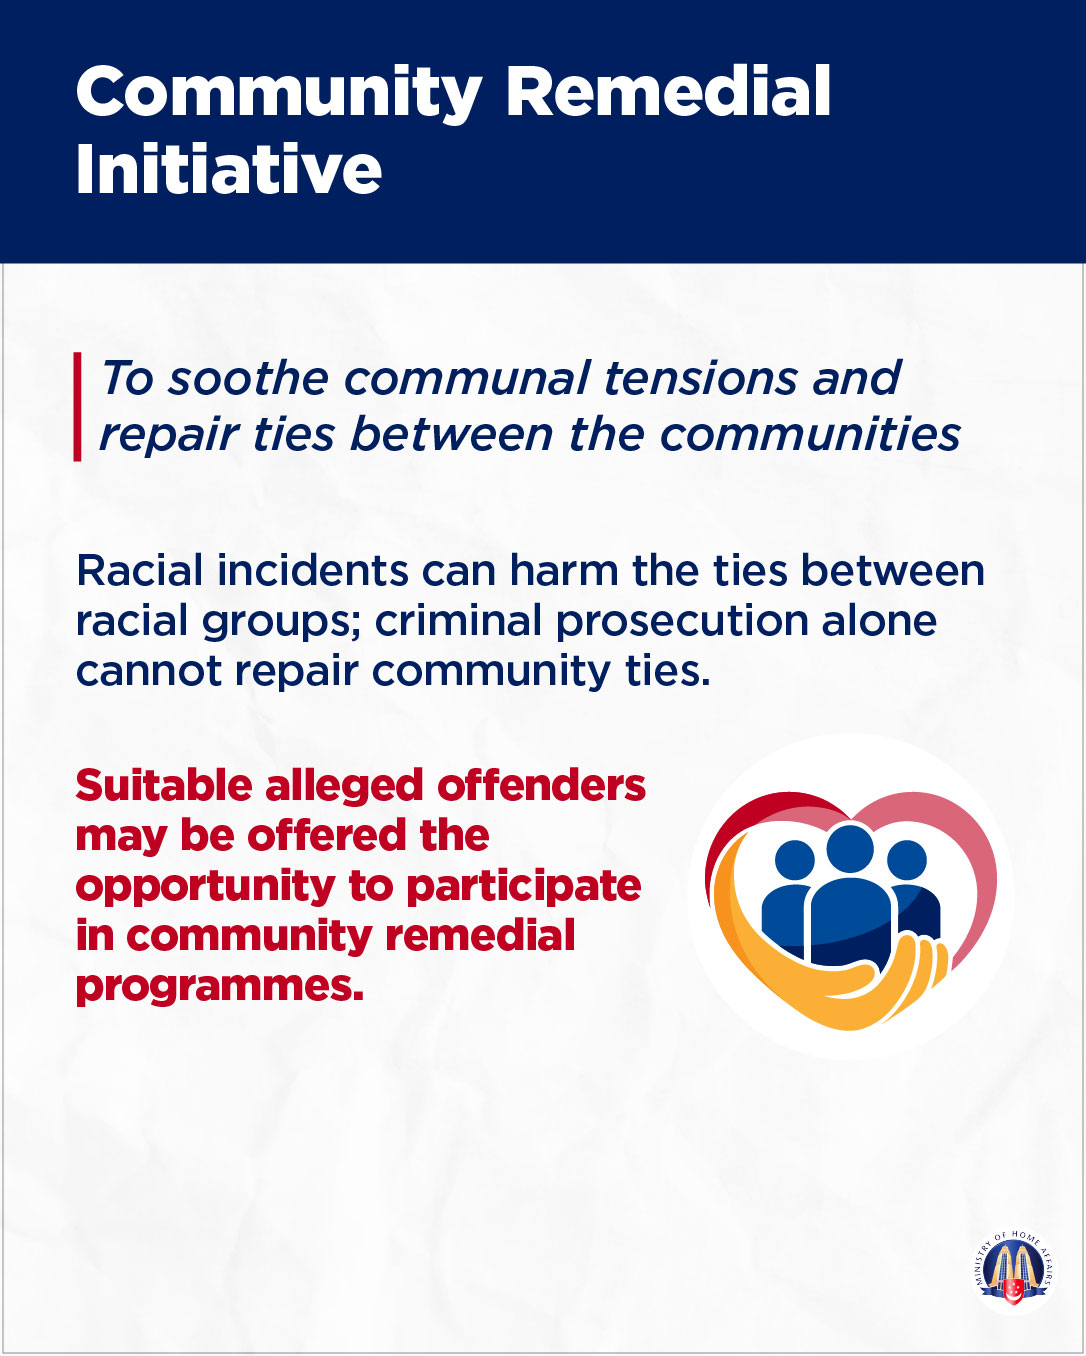 Community Remedial
Initiative
To soothe communal tensions and
repair ties between the communities
Racial incidents can harm the ties between
racial groups; criminal prosecution alone
cannot repair community ties.
Suitable alleged offenders
may be offered the
opportunity to participate
in community remedial
programmes.
MINISTRY OF HOME AFFAIRS